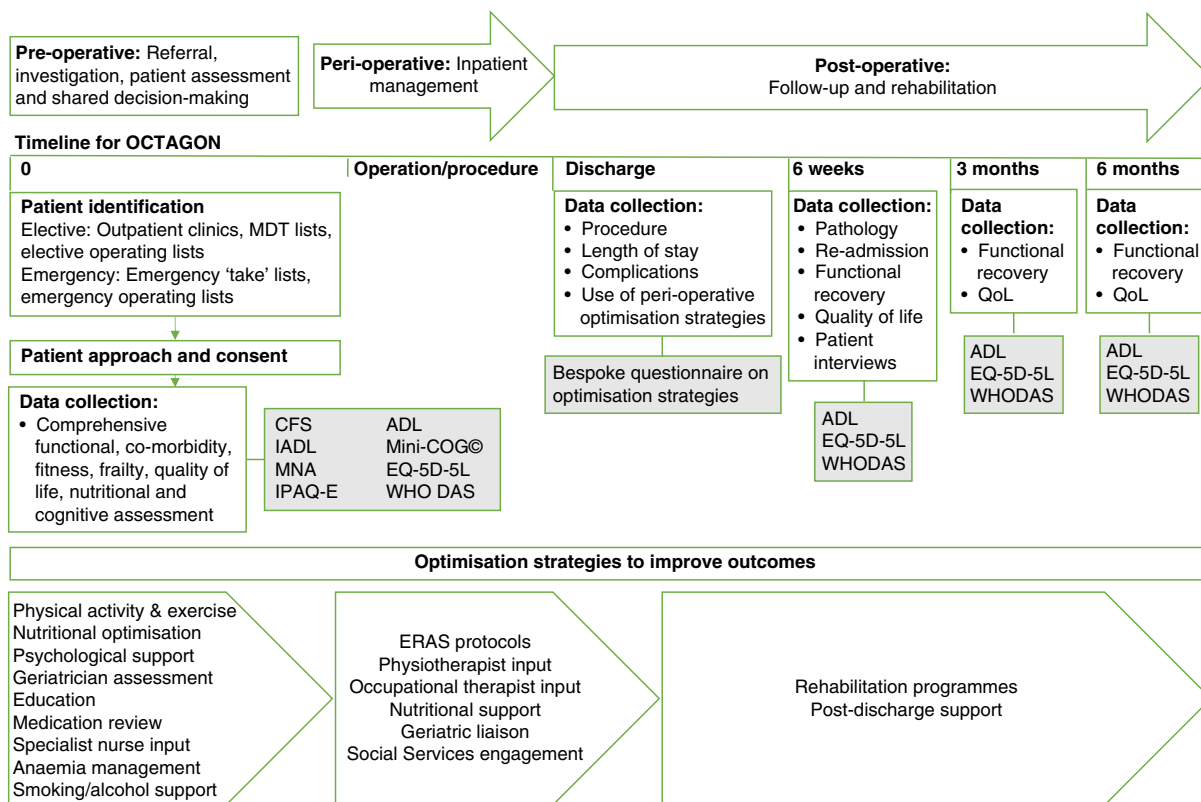 Pre-operative: Referral,
investigation, patient assessment
and shared decision-making
Peri-operative: Inpatient
management
Post-operative:
Follow-up and rehabilitation
Timeline for OCTAGON
0
Operation/procedure
Discharge
6 weeks
3 months
6 months
Patient identification
Elective: Outpatient clinics, MDT lists,
elective operating lists
Emergency: Emergency ‘take’ lists,
emergency operating lists
Patient approach and consent
Data collection:
• Comprehensive
functional, co-morbidity,
fitness, frailty, quality of
life, nutritional and
cognitive assessment
CFS ADL
IADL Mini-COG©
MNA EQ-5D-5L
IPAQ-E WHO DAS
Data collection:
• Procedure
• Length of stay
• Complications
• Use of peri-operative
optimisation strategies
Bespoke questionnaire on
optimisation strategies
Data collection:
• Pathology
• Re-admission
• Functional
recovery
• Quality of life
• Patient
interviews
ADL
EQ-5D-5L
WHODAS
Data
collection:
• Functional
recovery
• QoL
ADL
EQ-5D-5L
WHODAS
Data
collection:
• Functional
recovery
• QoL
ADL
EQ-5D-5L
WHODAS
Optimisation strategies to improve outcomes
Physical activity & exercise
Nutritional optimisation
Psychological support
Geriatrician assessment
Education
Medication review
Specialist nurse input
Anaemia management
Smoking/alcohol support
ERAS protocols
Physiotherapist input
Occupational therapist input
Nutritional support
Geriatric liaison
Social Services engagement
Rehabilitation programmes
Post-discharge support